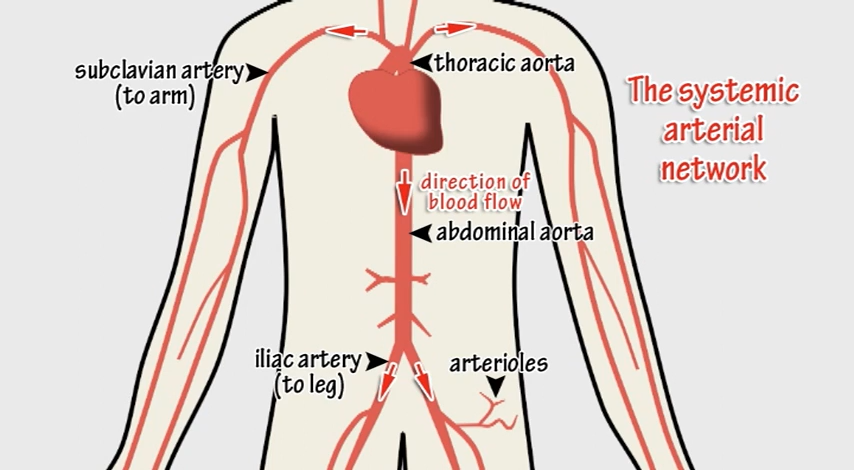 thoracic aorta
subclavian artery
(to arm)
The systemic
arterial
network
direction of
blood flow
abdominal aorta
iliac artery
(to leg)
arterioles